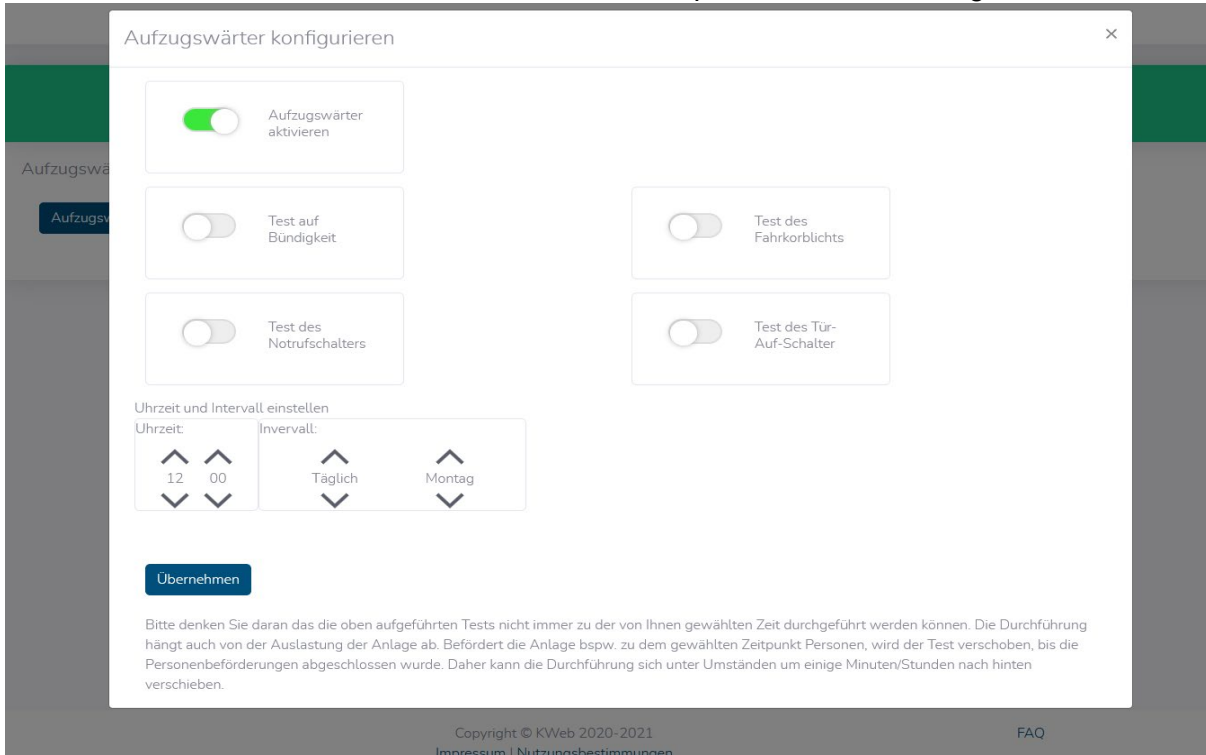 Aufzugswärter konfigurieren
×
Aufzugswärter
aktivieren
Aufzugswä
Aufzugsv
Test auf
Bündigkeit
Test des
Fahrkorblichts
Test des
Notrufschalters
Test des Tür-
Auf-Schalter
Uhrzeit und Intervall einstellen
Uhrzeit:
Invervall:
12 00
Täglich
Montag
Übernehmen
Bitte denken Sie daran das die oben aufgeführten Tests nicht immer zu der von Ihnen gewählten Zeit durchgeführt werden können. Die Durchführung
hängt auch von der Auslastung der Anlage ab. Befördert die Anlage bspw. zu dem gewählten Zeitpunkt Personen, wird der Test verschoben, bis die
Personenbeförderungen abgeschlossen wurde. Daher kann die Durchführung sich unter Umständen um einige Minuten/Stunden nach hinten
verschieben.
Copyright © KWeb 2020-2021
FAQ
Impressum | Nutzungsbestimmungen